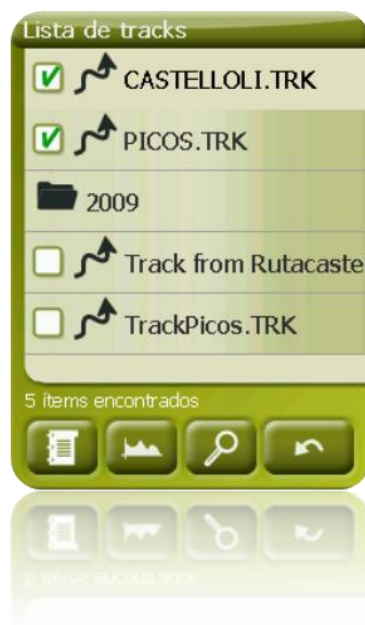 Lista de tracks
CASTELLOLI.TRK
PICOS.TRK
2009
Track from Rutacaste
TrackPicos.TRK
5 ítems encontrados